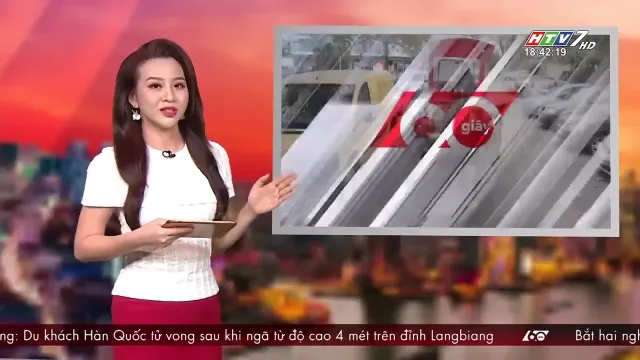 HTV7 HD
18:42:19
60 giây
ng: Du khách Hàn Quốc tử vong sau khi ngã từ độ cao 4 mét trên đỉnh Langbiang 60 Bắt hai ngh